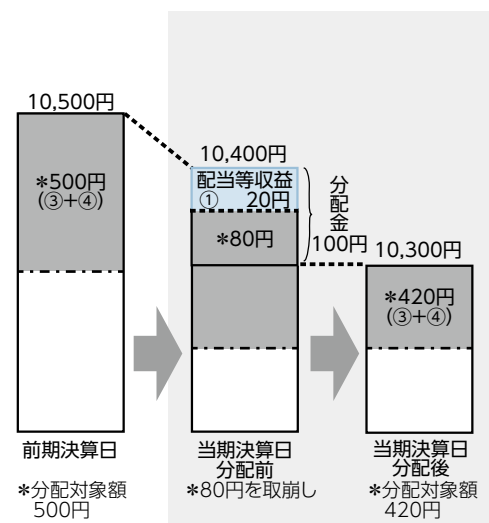 10,500円
*500円
(③+④)
前期決算日
*分配対象額
500円
10,400円
配当等収益
① 20円
*80円
分配金
100円
当期決算日
分配前
*80円を取崩し
10,300円
*420円
(③+④)
当期決算日
分配後
*分配対象額
420円